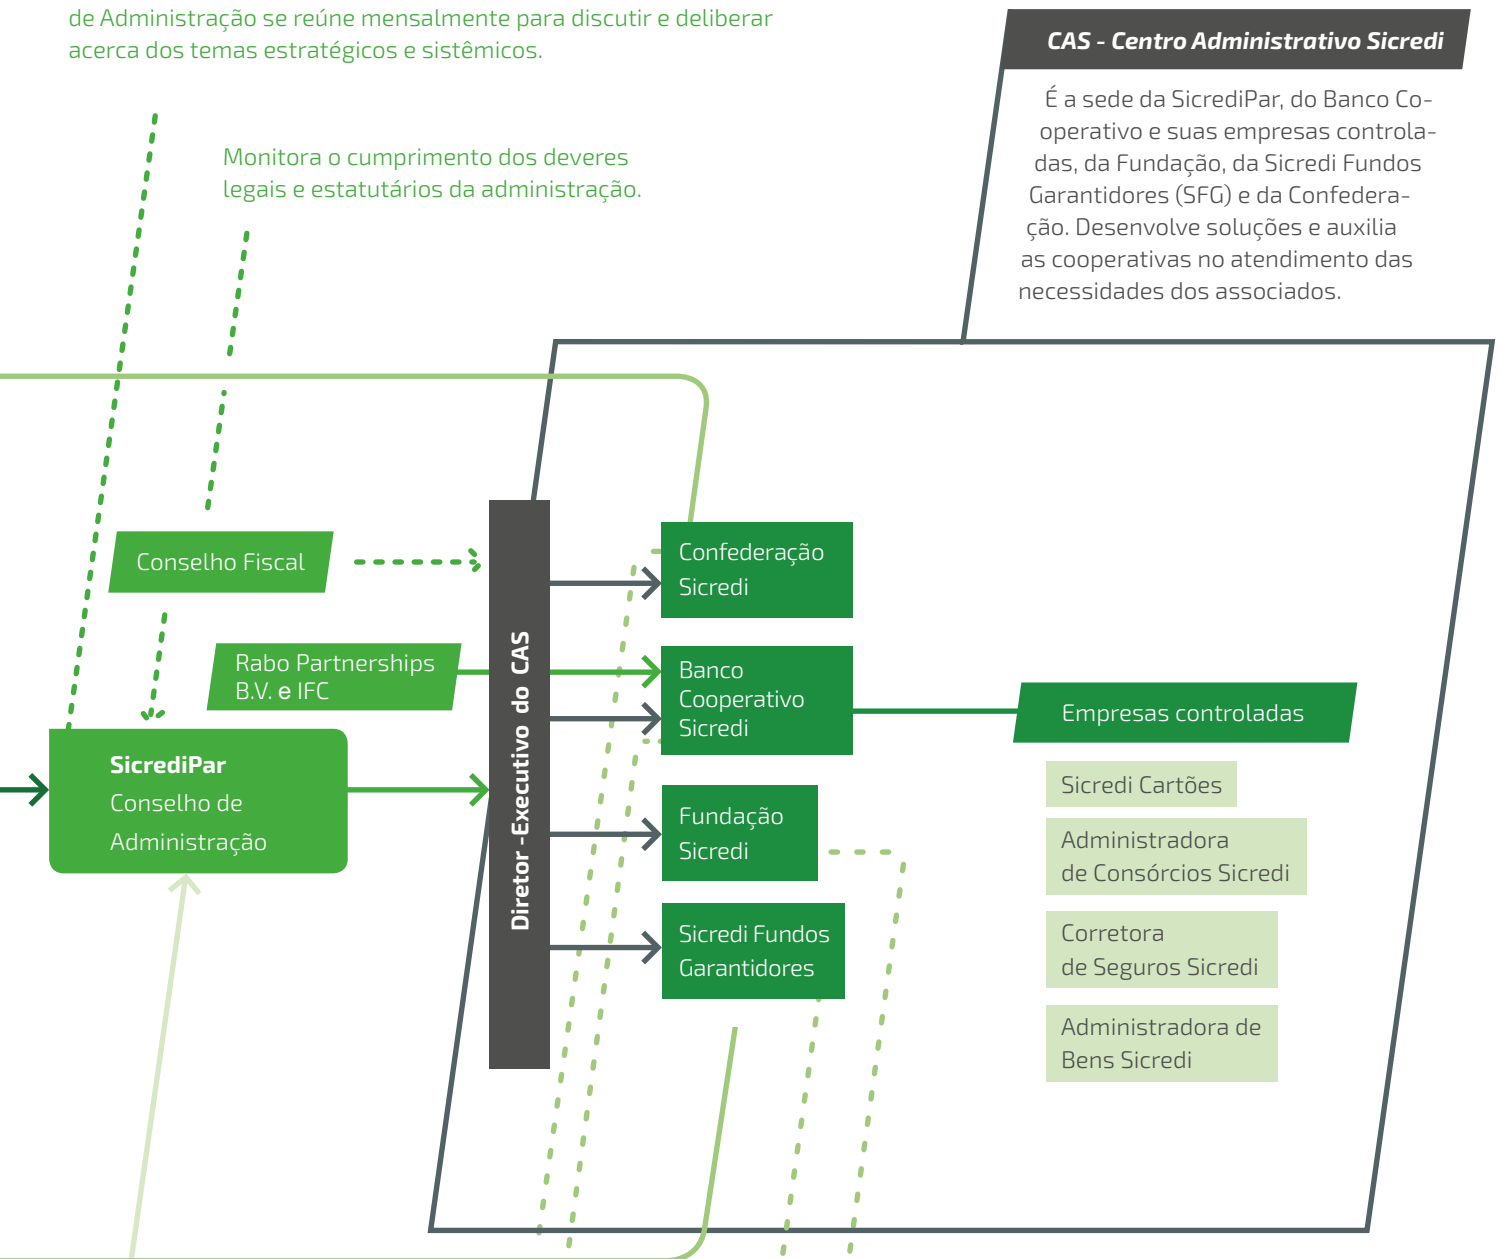 de Administração se reúne mensalmente para discutir e deliberar
acerca dos temas estratégicos e sistêmicos.
Monitora o cumprimento dos deveres
legais e estatutários da administração.
CAS - Centro Administrativo Sicredi
É a sede da SicrediPar, do Banco Co-
operativo e suas empresas controla-
das, da Fundação, da Sicredi Fundos
Garantidores (SFG) e da Confedera-
ção. Desenvolve soluções e auxilia
as cooperativas no atendimento das
necessidades dos associados.
Conselho Fiscal
Rabo Partnerships
B.V. e IFC
SicrediPar
Conselho de
Administração
Diretor -Executivo do CAS
Confederação
Sicredi
Banco
Cooperativo
Sicredi
Fundação
Sicredi
Sicredi Fundos
Garantidores
Empresas controladas
Sicredi Cartões
Administradora
de Consórcios Sicredi
Corretora
de Seguros Sicredi
Administradora de
Bens Sicredi